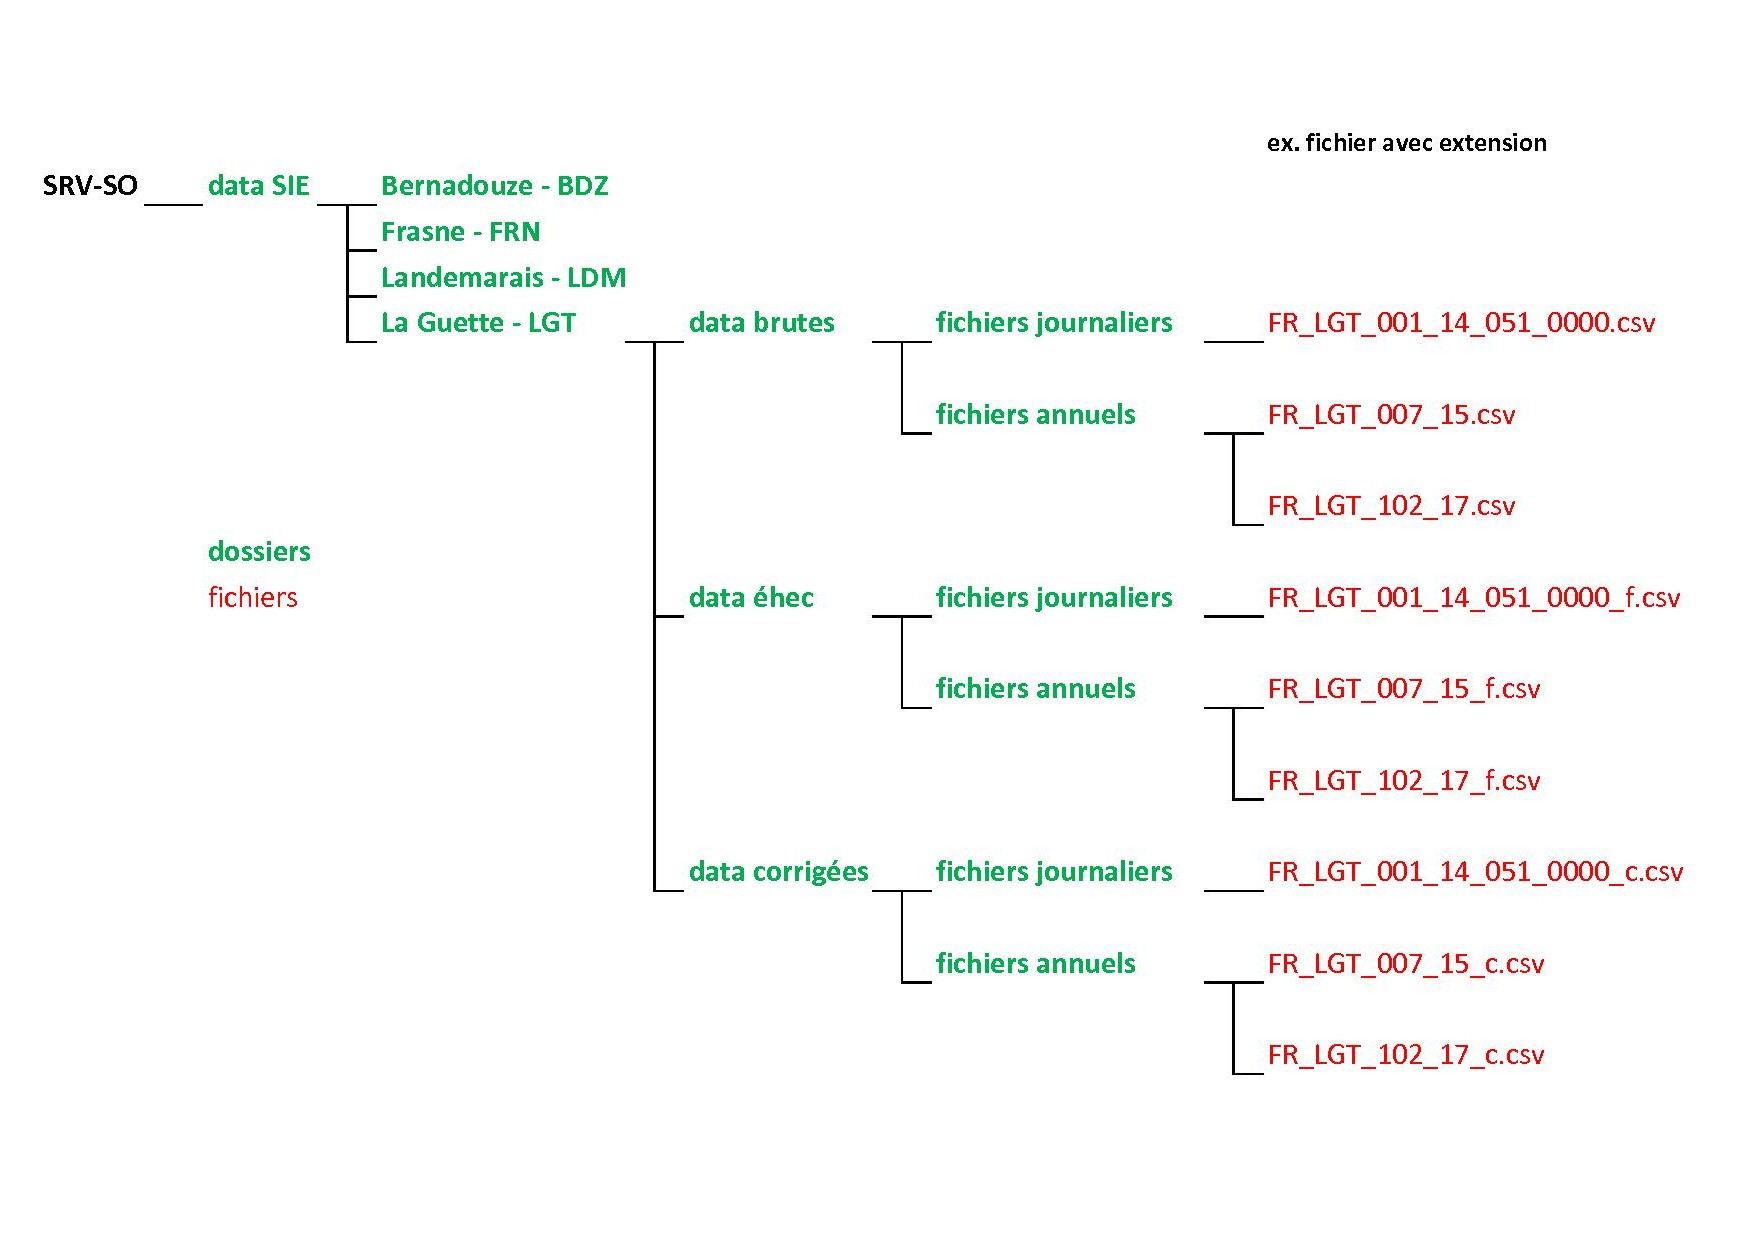 ex. fichier avec extension
SRV-SO data SIE Bernadouze - BDZ
Frasne - FRN
Landemarais - LDM
La Guette - LGT data brutes fichiers journaliers FR_LGT_001_14_051_0000.csv
fichiers annuels FR_LGT_007_15.csv
FR_LGT_102_17.csv
dossiers
fichiers data éhec fichiers journaliers FR_LGT_001_14_051_0000_f.csv
fichiers annuels FR_LGT_007_15_f.csv
FR_LGT_102_17_f.csv
data corrigées fichiers journaliers FR_LGT_001_14_051_0000_c.csv
fichiers annuels FR_LGT_007_15_c.csv
FR_LGT_102_17_c.csv